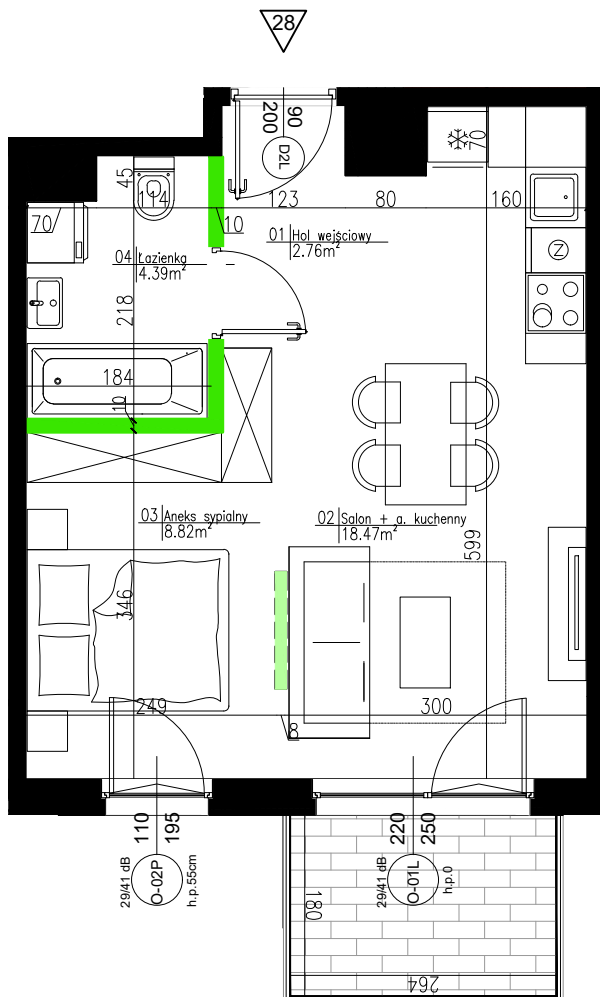 28
90
200
D2L
70
45
114
123
80
160
70
10
01 Hol wejściowy
2.76m²
04 Łazienka
4.39m²
Z
218
184
10
03 Aneks sypialny
8.82m²
02 Salon + a. kuchenny
18.47m²
599
346
249
300
8
110
195
220
250
29/41 dB
O-02P
h.p.55cm
29/41 dB
O-01L
h.p.0
180
264